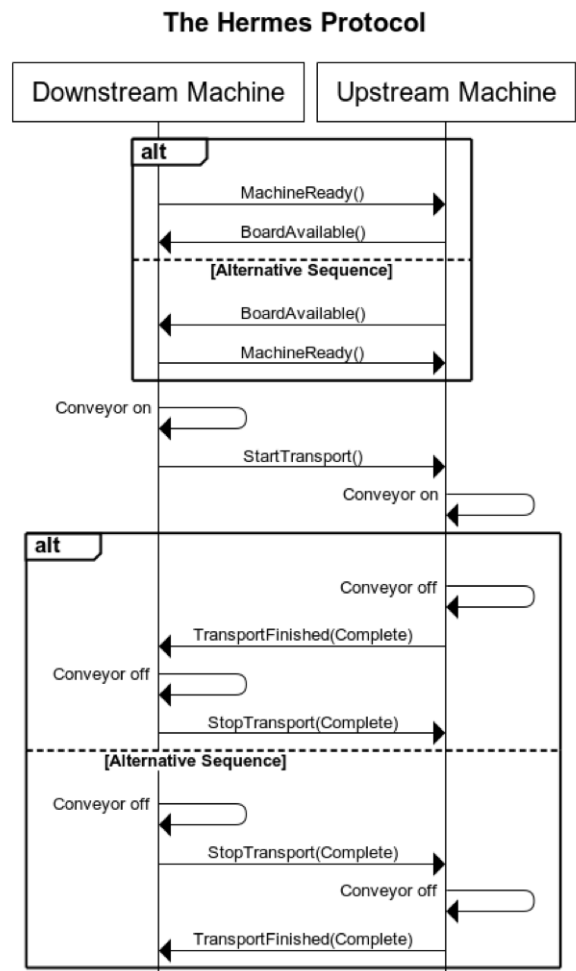 The Hermes Protocol
Downstream Machine
Upstream Machine
alt
MachineReady()
BoardAvailable()
[Alternative Sequence]
BoardAvailable()
MachineReady()
Conveyor on
StartTransport()
Conveyor on
alt
Conveyor off
TransportFinished(Complete)
Conveyor off
StopTransport(Complete)
[Alternative Sequence]
Conveyor off
StopTransport(Complete)
Conveyor off
TransportFinished(Complete)